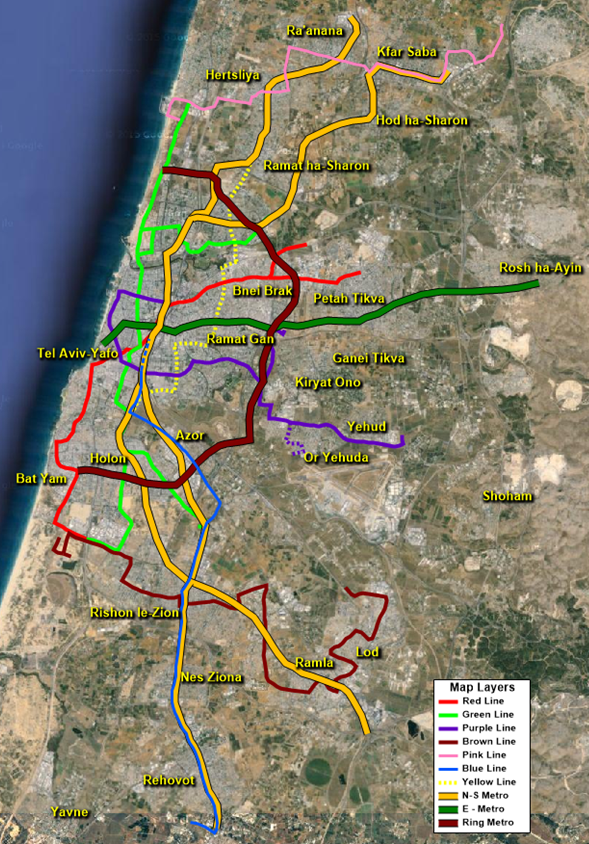 Ra'anana
Kfar Saba
Hertsliya
Hod ha-Sharon
Ramat ha-Sharon
Rosh ha-Ayin
Bnei Brak
Petah Tikva
Ramat Gan
Tel Aviv-Yafo
Ganei Tikva
Kiryat Ono
Yehud
Azor
Holon
Or Yehuda
Bat Yam
Shoham
Rishon le-Zion
Lod
Ramla
Nes Ziona
Rehovot
Yavne
Map Layers
Red Line
Green Line
Purple Line
Brown Line
Pink Line
Blue Line
Yellow Line
N-S Metro
E - Metro
Ring Metro